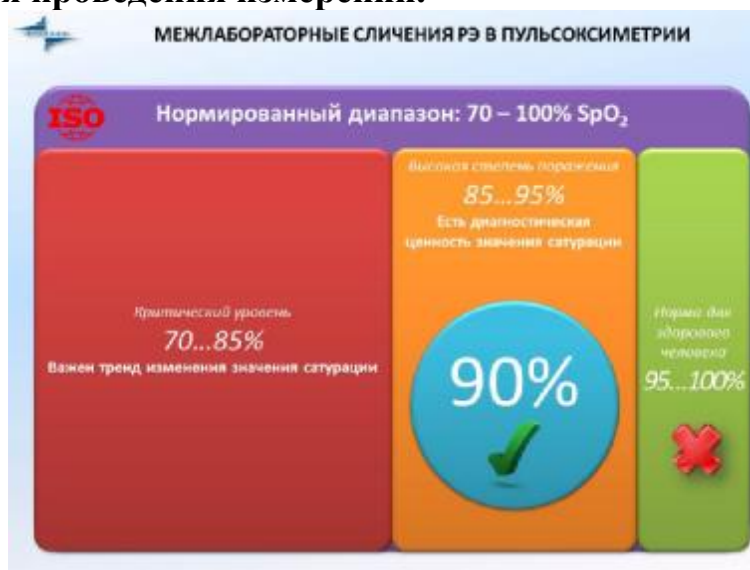 я проведения измерений.
МЕЖЛАБОРАТОРНЫЕ СЛИЧЕНИЯ РЭ В ПУЛЬСОКСИМЕТРИИ
ISO
Нормированный диапазон: 70 – 100% SpO₂
Высокая степень поражения
85...95%
Есть диагностическая
ценность значения сатурации
Критический уровень
70...85%
Важен тренд изменения значения сатурации
90%
Норма для
здорового
человека
95...100%